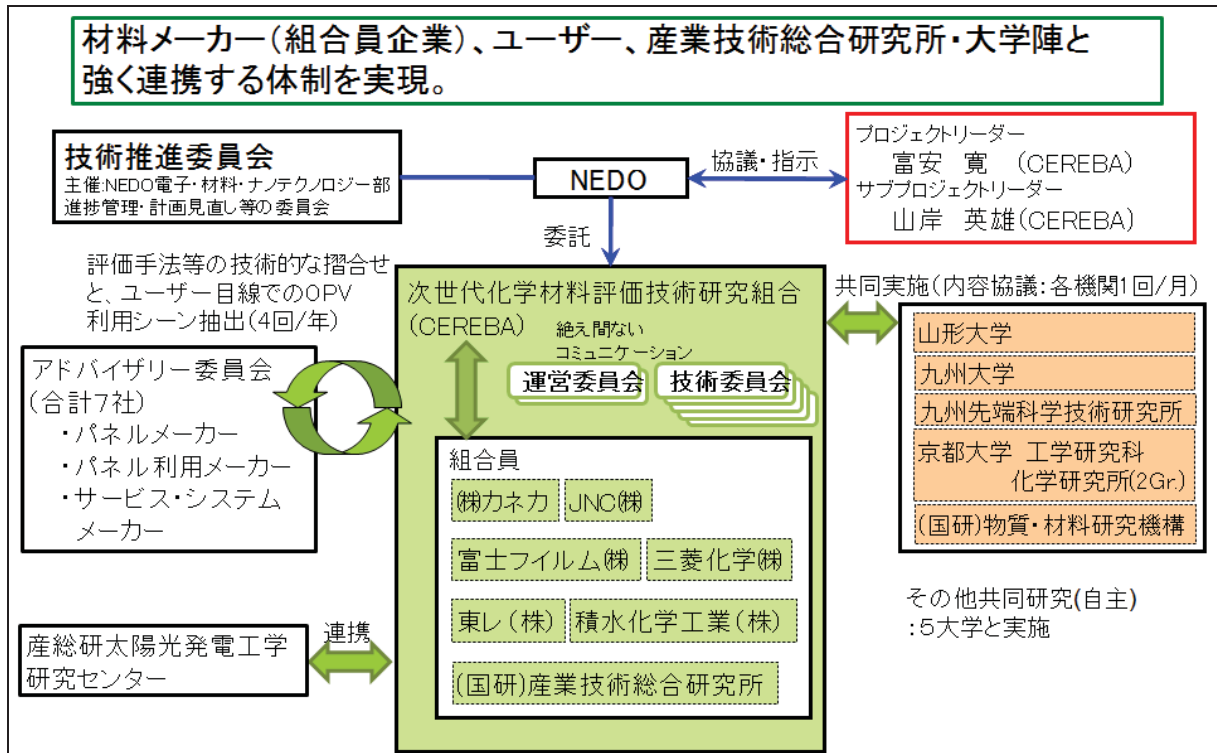 材料メーカー(組合員企業)、ユーザー、産業技術総合研究所・大学陣と
強く連携する体制を実現。
技術推進委員会
主催:NEDO電子・材料・ナノテクノロジー部
進捗管理・計画見直し等の委員会
NEDO
協議・指示
プロジェクトリーダー
富安 寛 (CEREBA)
サブプロジェクトリーダー
山岸 英雄(CEREBA)
委託
評価手法等の技術的な摺合せ
と、ユーザー目線でのOPV
利用シーン抽出(4回/年)
アドバイザリー委員会
(合計7社)
・パネルメーカー
・パネル利用メーカー
・サービス・システム
メーカー
産総研太陽光発電工学
研究センター
連携
次世代化学材料評価技術研究組合
(CEREBA)
絶え間ない
コミュニケーション
運営委員会
技術委員会
組合員
㈱カネカ
JNC㈱
富士フイルム㈱
三菱化学㈱
東レ(株)
積水化学工業(株)
(国研)産業技術総合研究所
共同実施(内容協議:各機関1回/月)
山形大学
九州大学
九州先端科学技術研究所
京都大学 工学研究科
化学研究所(2Gr.)
(国研)物質・材料研究機構
その他共同研究(自主)
:5大学と実施